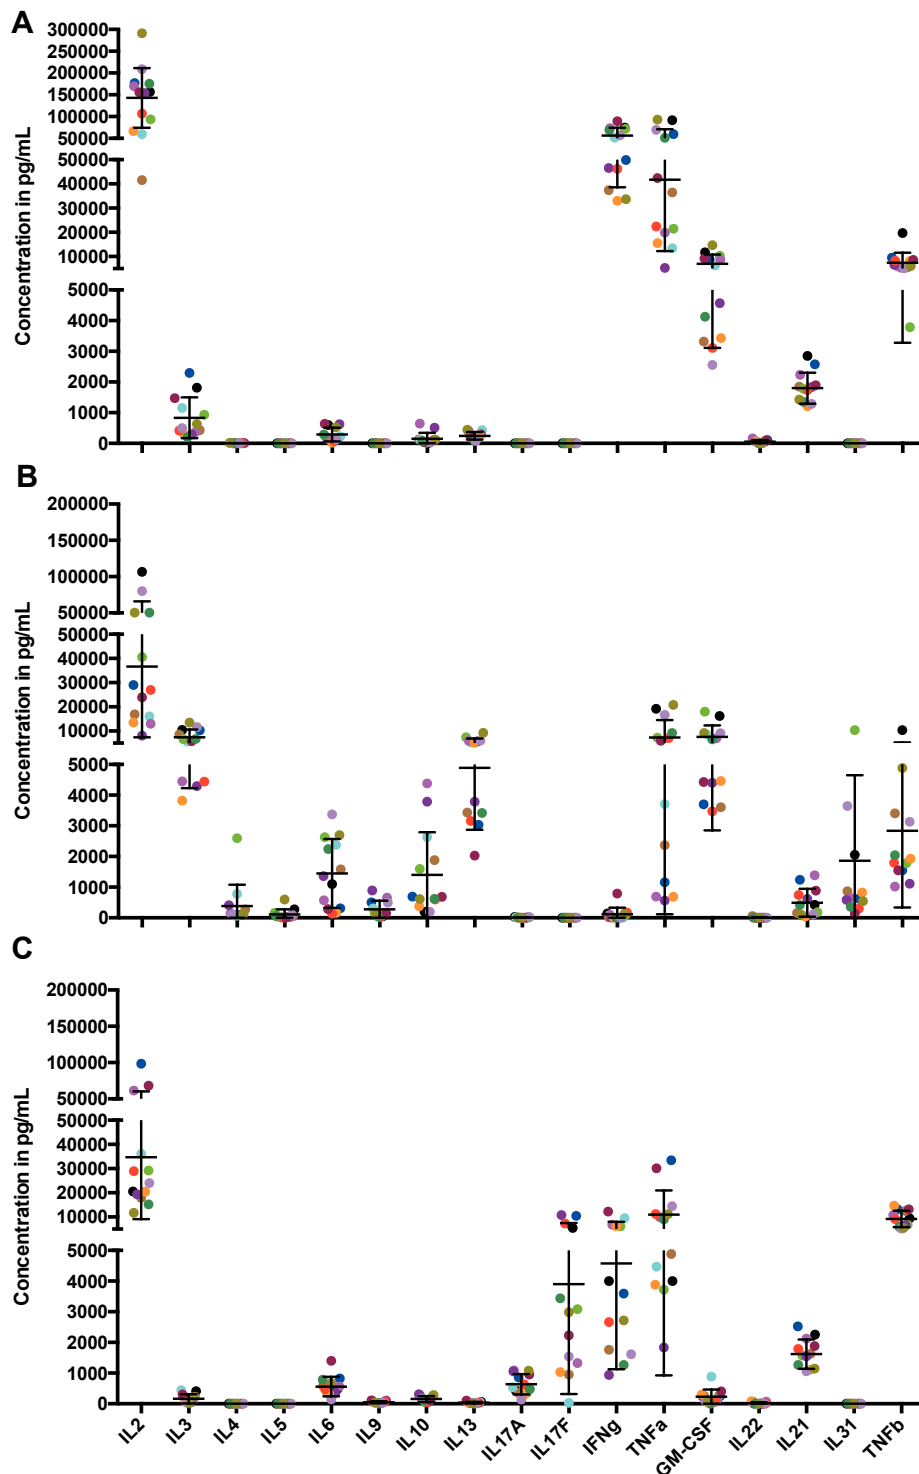 A
Concentration in pg/mL
300000
250000
200000
150000
100000
50000
50000
40000
30000
20000
10000
5000
4000
3000
2000
1000
0
B
Concentration in pg/mL
200000
150000
100000
50000
50000
40000
30000
20000
10000
5000
4000
3000
2000
1000
0
C
Concentration in pg/mL
200000
150000
100000
50000
50000
40000
30000
20000
10000
5000
4000
3000
2000
1000
0
IL2
IL3
IL4
IL5
IL6
IL9
IL10
IL13
IL17A
IL17F
IFNg
TNFa
GM-CSF
IL22
IL21
IL31
TNFb